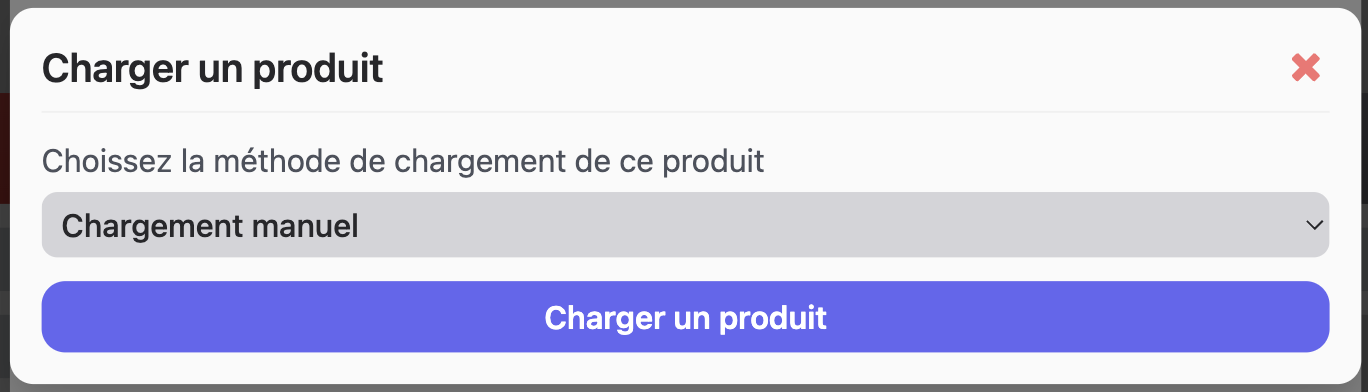 Charger un produit
Choissez la méthode de chargement de ce produit
Chargement manuel
Charger un produit